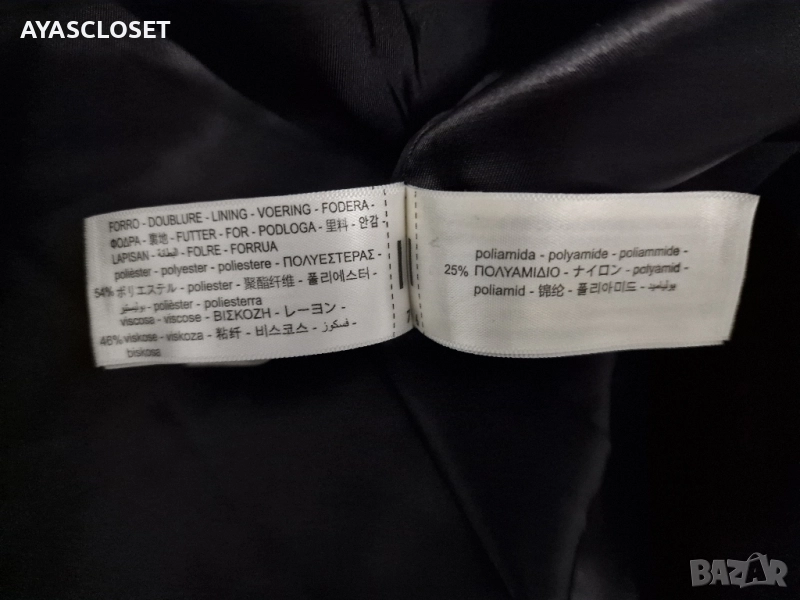 AYASCLOSET
FORRO - DOUBLURE - LINING - VOERING - FODERA -
ΦΟΔΡΑ - 裏地 - FUTTER - FOR - PODLOGA - 里料 - 안감 -
LAPISAN - البطانة - FOLRE - FORRUA
poliéster - polyester - poliestere - ΠΟΛΥΕΣΤΕΡΑΣ -
54% ポリエステル - poliester - 聚酯纤维 - 폴리에스터 -
بوليستر - polièster - poliesterra
viscosa - viscose - ΒΙΣΚΟΖΗ - レーヨン -
46% viskose - viskoza - 粘纤 - 비스코스 - فسكوز -
biskosa
poliamida - polyamide - poliammide -
25% ΠΟΛΥΑΜΙΔΙΟ - ナイロン - polyamid -
poliamid - 锦纶 - 폴리아미드 -
BAZAR